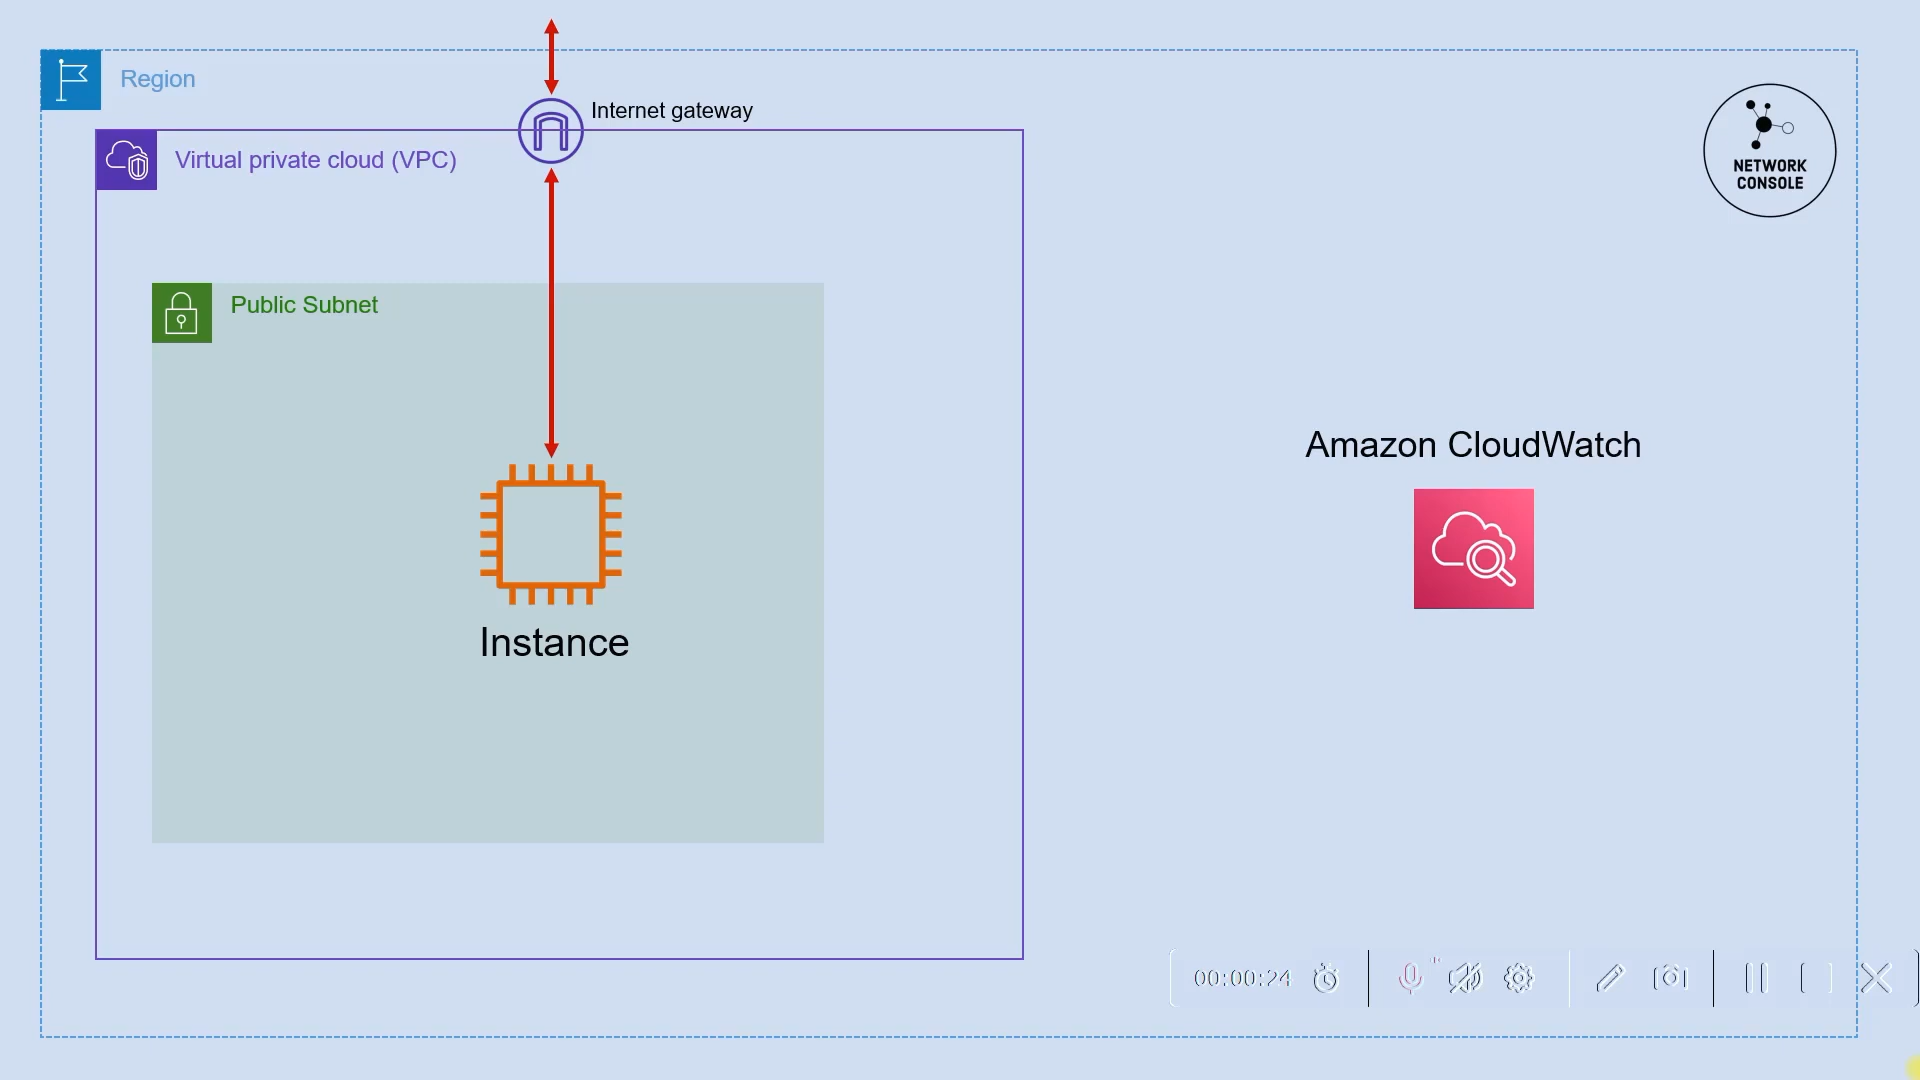 Region
Internet gateway
Virtual private cloud (VPC)
NETWORK
CONSOLE
Public Subnet
Amazon CloudWatch
Instance
00:00:24